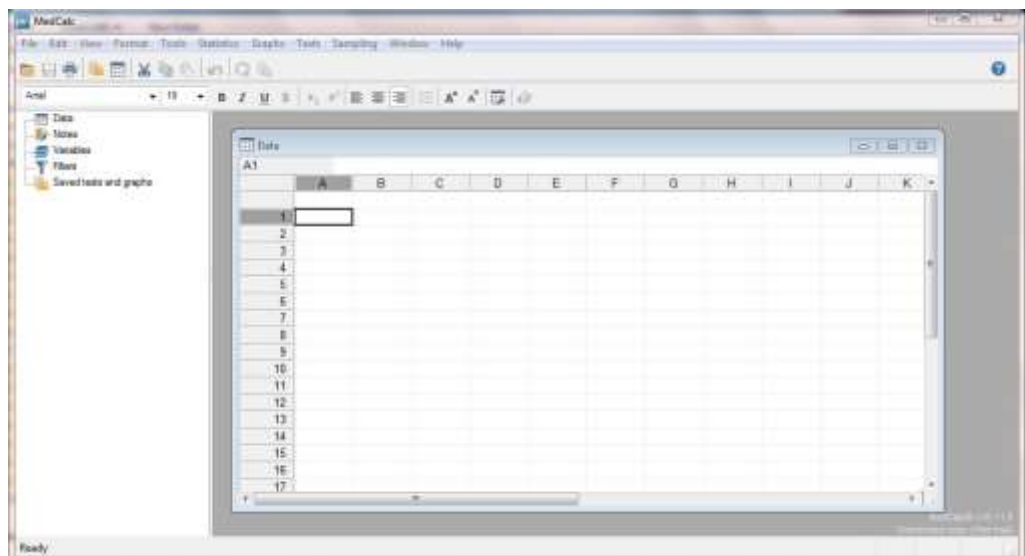 MedCalc
File Edit View Format Tools Statistics Graphs Tests Sampling Window Help
Arial 10 B I U
Data
Notes
Variables
Filters
Saved tests and graphs
Data
A1
A B C D E F G H I J K
1
2
3
4
5
6
7
8
9
10
11
12
13
14
15
16
17
Ready